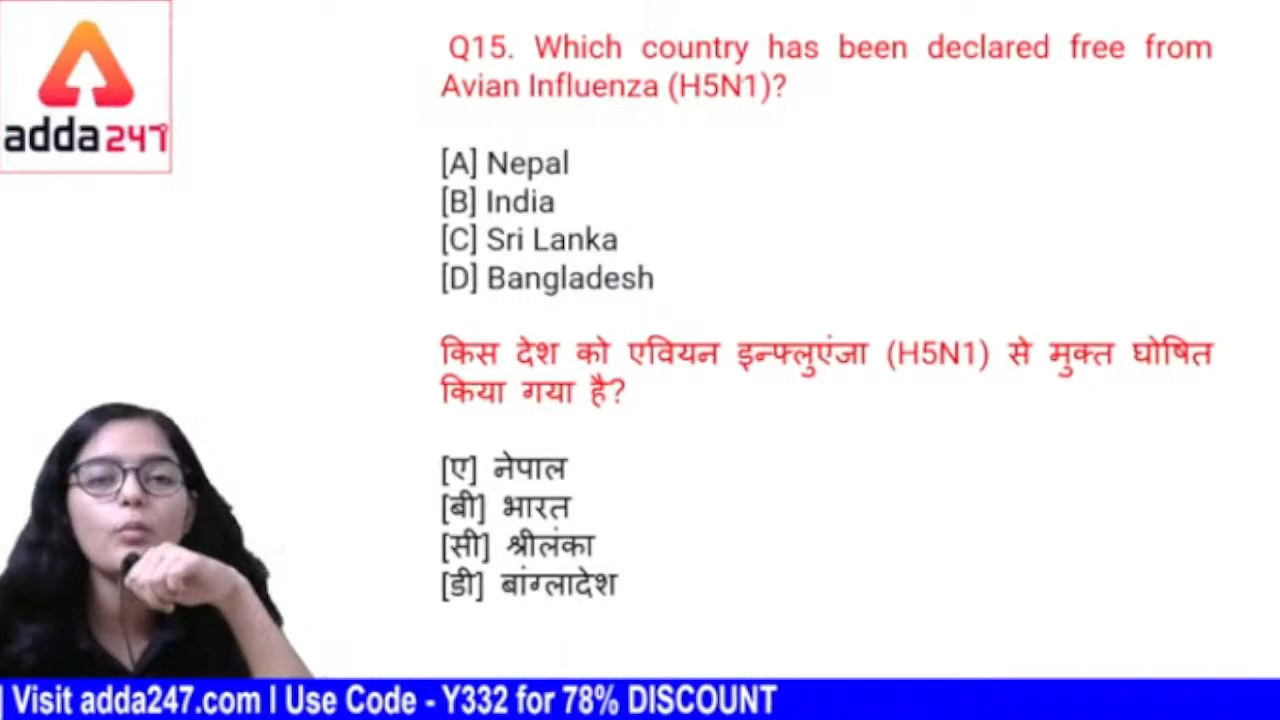 adda247
Q15. Which country has been declared free from
Avian Influenza (H5N1)?
[A] Nepal
[B] India
[C] Sri Lanka
[D] Bangladesh
किस देश को एवियन इन्फ्लुएंजा (H5N1) से मुक्त घोषित
किया गया है?
[ए] नेपाल
[बी] भारत
[सी] श्रीलंका
[डी] बांग्लादेश
| Visit adda247.com | Use Code - Y332 for 78% DISCOUNT